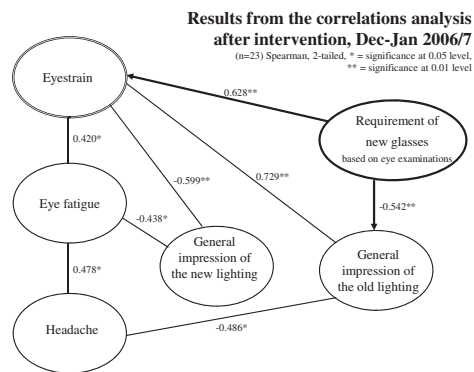 Results from the correlations analysis
after intervention, Dec-Jan 2006/7
(n=23) Spearman, 2-tailed, * = significance at 0.05 level,
** = significance at 0.01 level
Eyestrain
0.628**
Requirement of
new glasses
based on eye examinations
0.420*
-0.599**
0.729**
-0.542**
Eye fatigue
-0.438*
General
impression of
the new lighting
General
impression of
the old lighting
0.478*
Headache
-0.486*